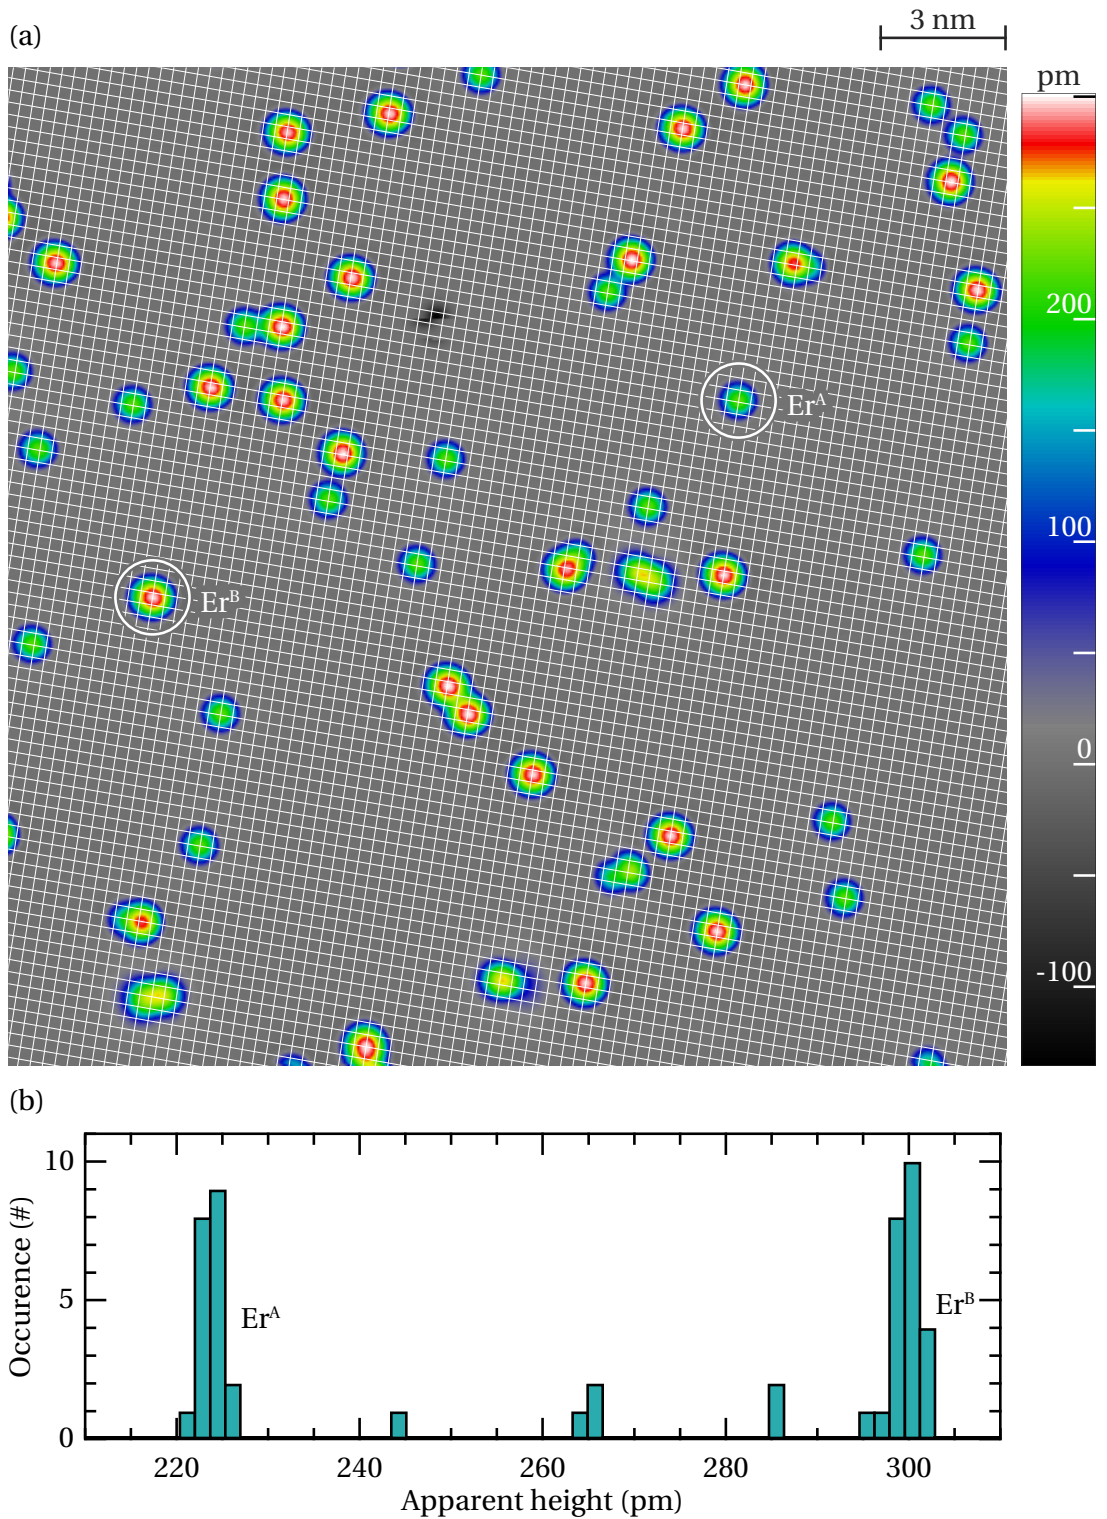 (a)
3 nm
pm
200
100
0
-100
Er^A
Er^B
(b)
Occurence (#)
10
5
0
Er^A
Er^B
220 240 260 280 300
Apparent height (pm)